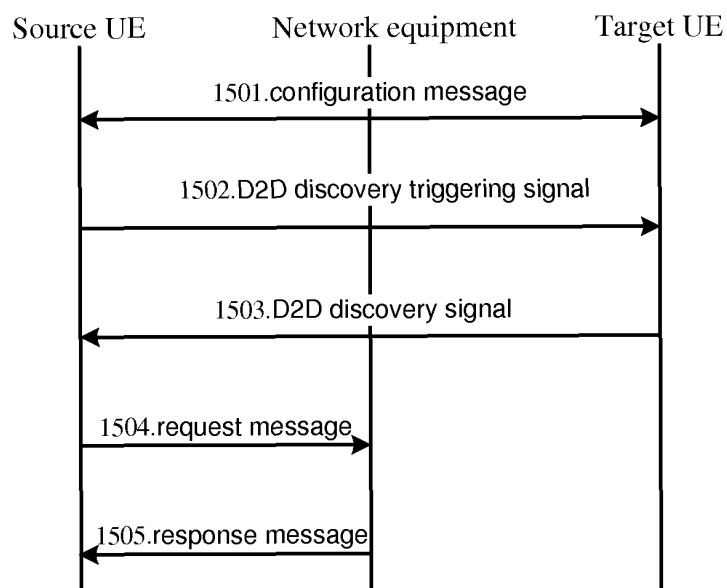 Source UE Network equipment Target UE
1501.configuration message
1502.D2D discovery triggering signal
1503.D2D discovery signal
1504.request message
1505.response message